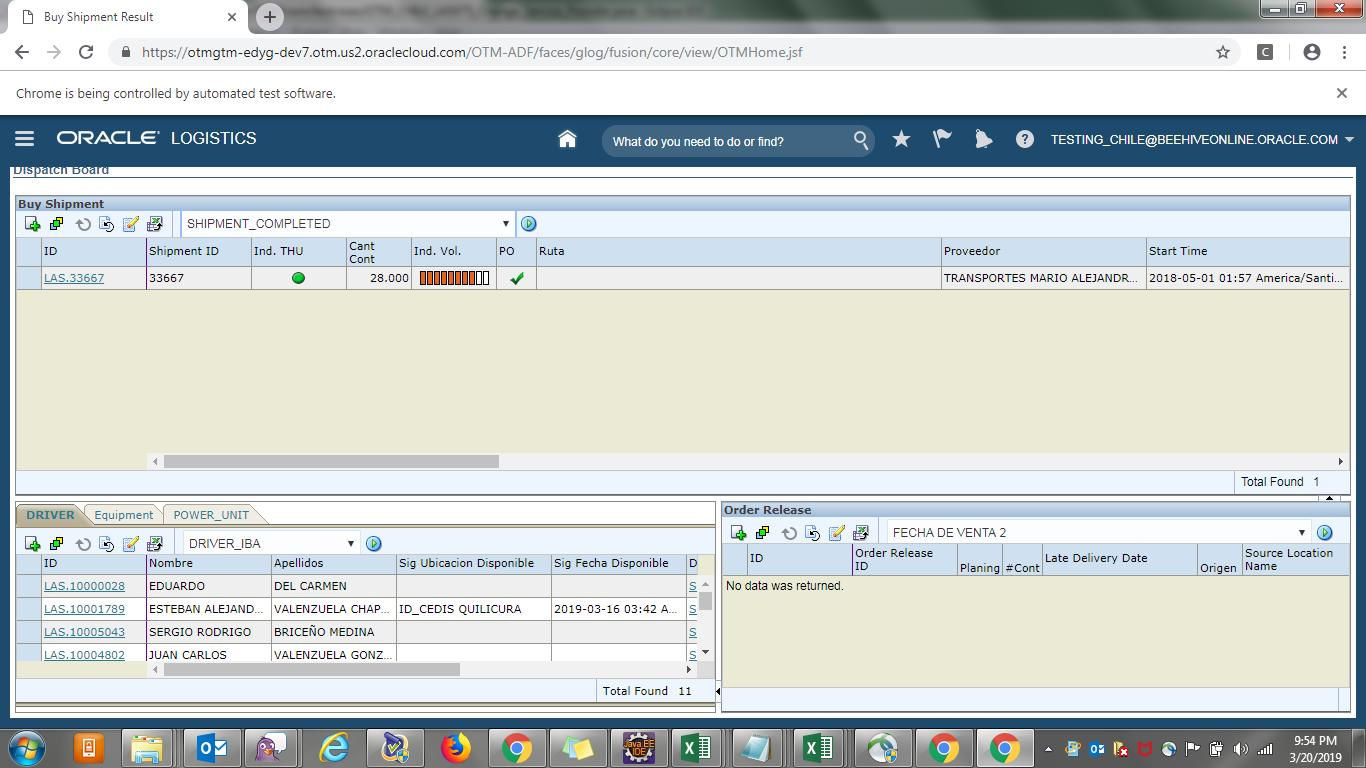 Buy Shipment Result
https://otmgtm-edyg-dev7.otm.us2.oraclecloud.com/OTM-ADF/faces/glog/fusion/core/view/OTMHome.jsf
C
Chrome is being controlled by automated test software.
ORACLE LOGISTICS
What do you need to do or find?
TESTING_CHILE@BEEHIVEONLINE.ORACLE.COM
Dispatch Board
Buy Shipment
SHIPMENT_COMPLETED
ID Shipment ID Ind. THU Cant Cont Ind. Vol. PO Ruta Proveedor Start Time
LAS.33667 33667 28.000 TRANSPORTES MARIO ALEJANDR... 2018-05-01 01:57 America/Santi...
Total Found 1
DRIVER Equipment POWER_UNIT
DRIVER_IBA
ID Nombre Apellidos Sig Ubicacion Disponible Sig Fecha Disponible D
LAS.10000028 EDUARDO DEL CARMEN S
LAS.10001789 ESTEBAN ALEJAND... VALENZUELA CHAP... ID_CEDIS QUILICURA 2019-03-16 03:42 A... S
LAS.10005043 SERGIO RODRIGO BRICEÑO MEDINA S
LAS.10004802 JUAN CARLOS VALENZUELA GONZ... S
Total Found 11
Order Release
FECHA DE VENTA 2
ID Order Release ID Planing #Cont Late Delivery Date Origen Source Location Name
No data was returned.
Java EE
IDE
9:54 PM
3/20/2019